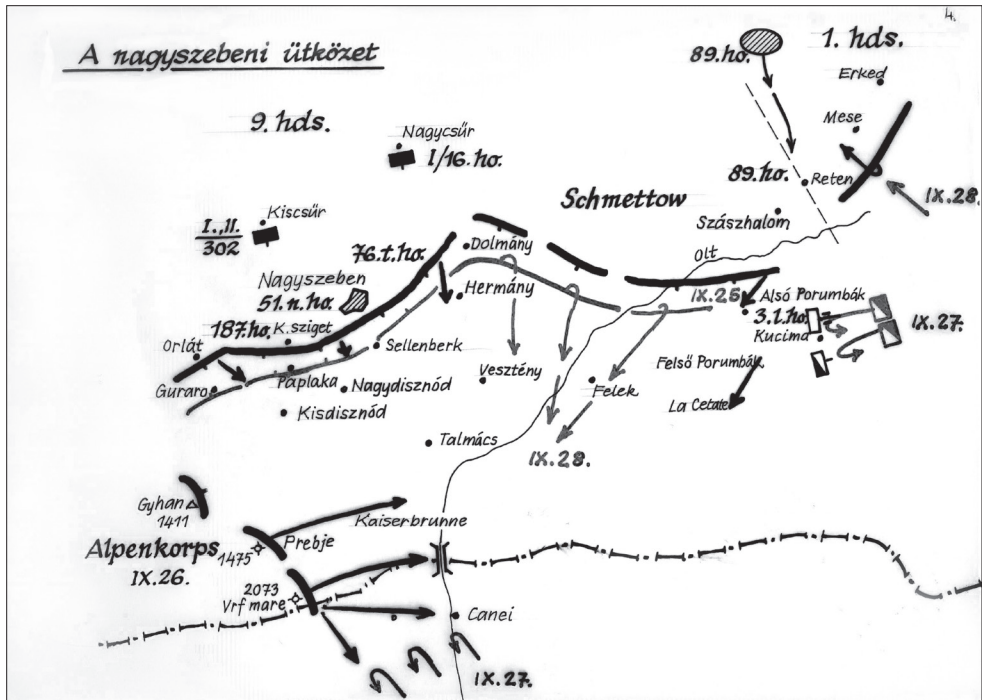 4.
A nagyszebeni ütközet
89.ho.
1. hds.
Erked
Mese
9. hds.
Nagycsűr
I/16. ho.
89.ho.
Reten
IX.28.
Schmettow
Szászhalom
Kiscsűr
I., II.
302
76.t.ho.
Dolmány
Olt
Nagyszeben
51.n.ho.
Hermány
IX.25
Alsó Porumbák
3.l.ho.
Kucima
IX.27.
187.ho.
K.sziget
Orlát
Sellenberk
Guraro
Paplaka
Nagydisznód
Vesztény
Felek
Felső Porumbák
La Cetate
Kisdisznód
Talmács
IX.28.
Gyhan
1411
Kaiserbrunne
Alpenkorps
IX.26.
1475
Prebje
2073
Vrf mare
Canei
IX.27.